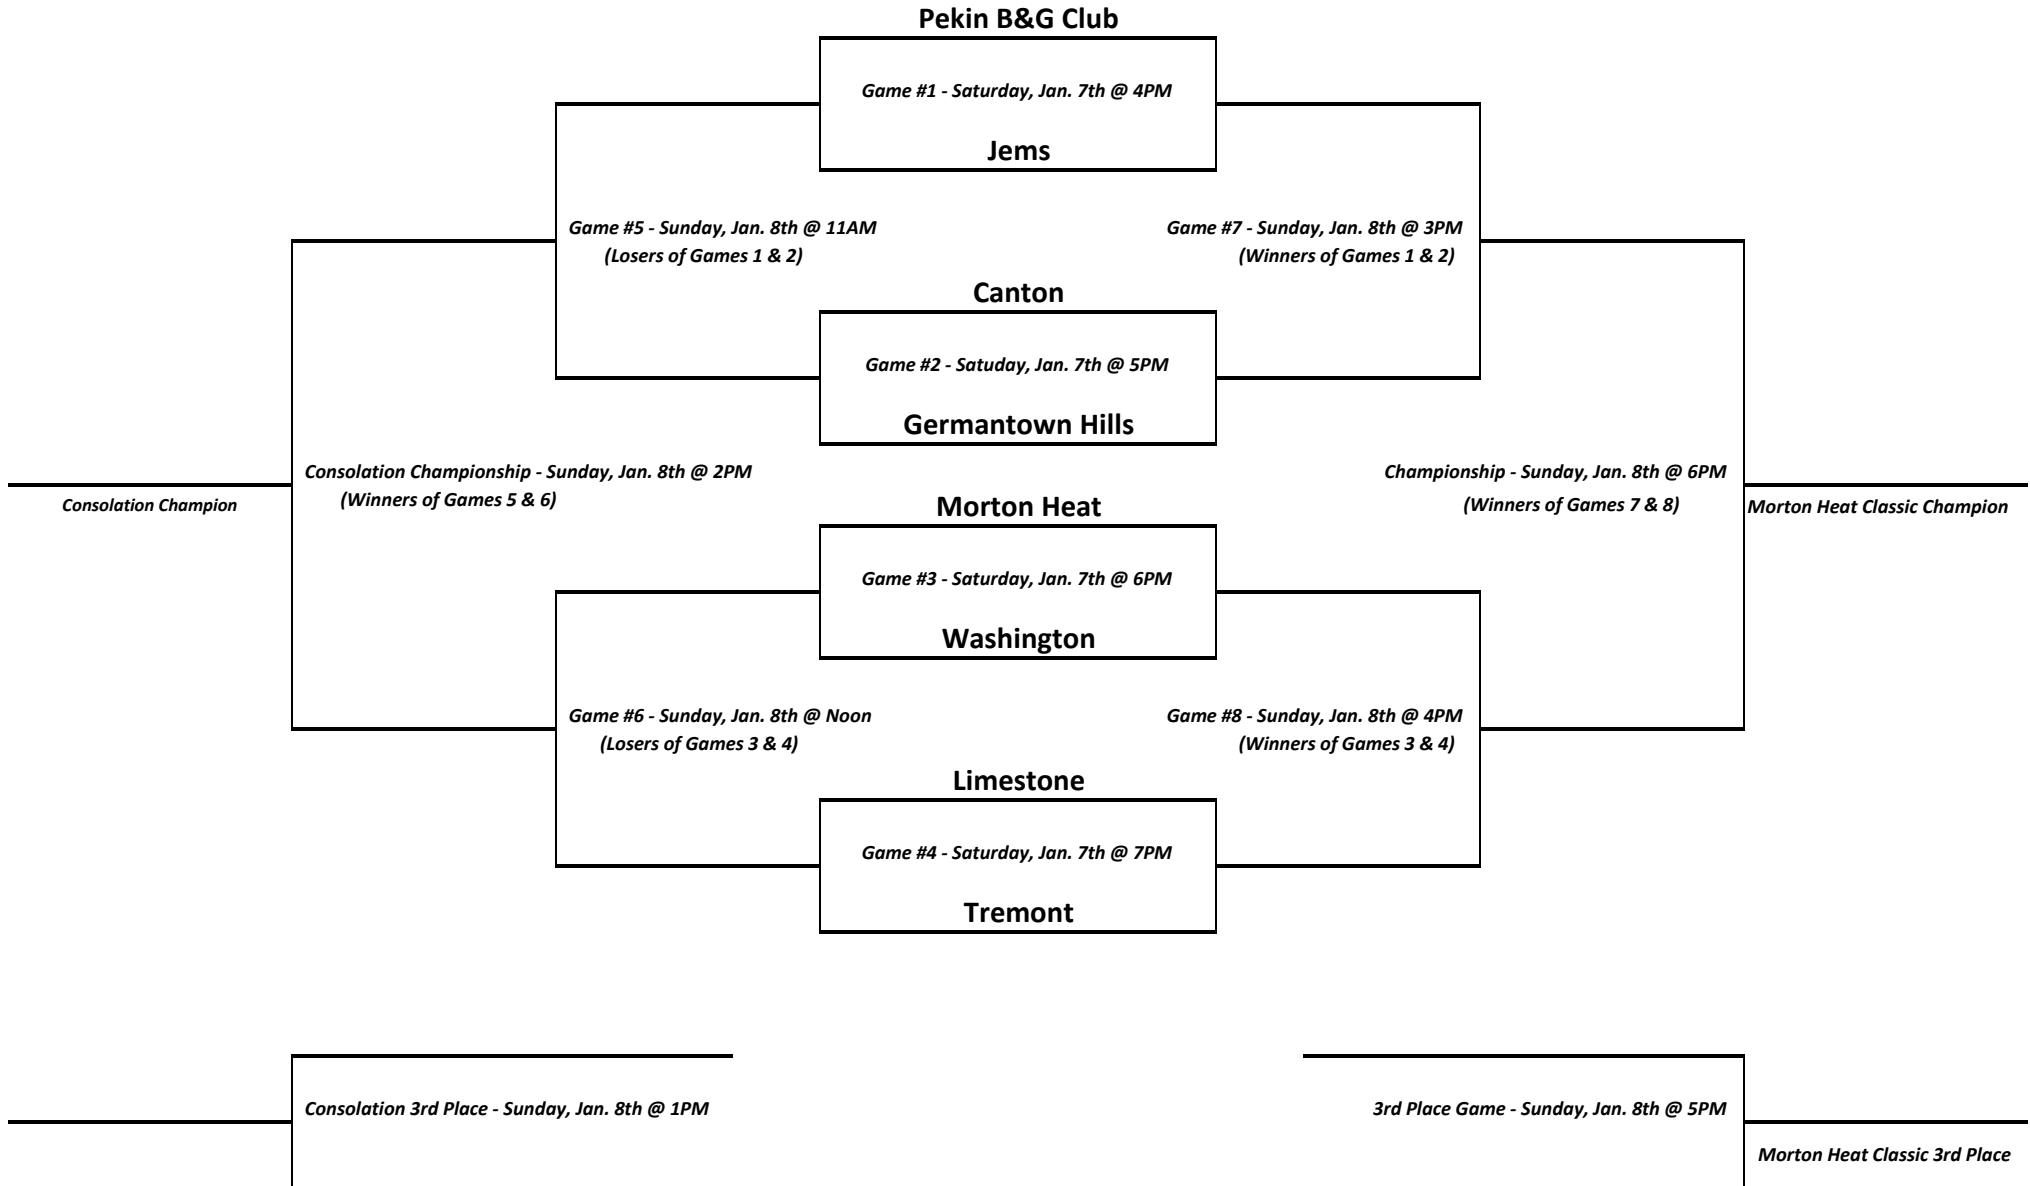 Pekin B&G Club
Game #1 - Saturday, Jan. 7th @ 4PM
Jems
Game #5 - Sunday, Jan. 8th @ 11AM
(Losers of Games 1 & 2)
Game #7 - Sunday, Jan. 8th @ 3PM
(Winners of Games 1 & 2)
Canton
Game #2 - Satuday, Jan. 7th @ 5PM
Germantown Hills
Consolation Championship - Sunday, Jan. 8th @ 2PM
(Winners of Games 5 & 6)
Consolation Champion
Championship - Sunday, Jan. 8th @ 6PM
(Winners of Games 7 & 8)
Morton Heat Classic Champion
Morton Heat
Game #3 - Saturday, Jan. 7th @ 6PM
Washington
Game #6 - Sunday, Jan. 8th @ Noon
(Losers of Games 3 & 4)
Game #8 - Sunday, Jan. 8th @ 4PM
(Winners of Games 3 & 4)
Limestone
Game #4 - Saturday, Jan. 7th @ 7PM
Tremont
Consolation 3rd Place - Sunday, Jan. 8th @ 1PM
3rd Place Game - Sunday, Jan. 8th @ 5PM
Morton Heat Classic 3rd Place